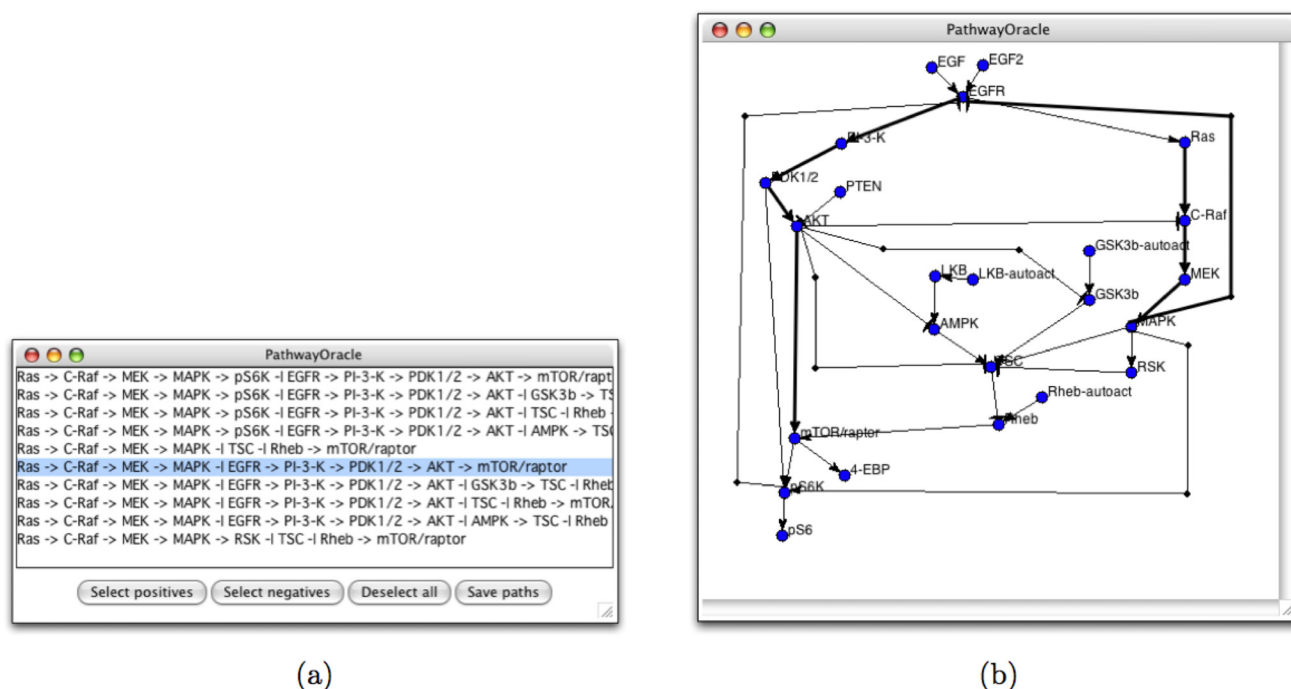 PathwayOracle
Ras -> C-Raf -> MEK -> MAPK -> pS6K -I EGFR -> PI-3-K -> PDK1/2 -> AKT -> mTOR/rapt
Ras -> C-Raf -> MEK -> MAPK -> pS6K -I EGFR -> PI-3-K -> PDK1/2 -> AKT -I GSK3b -> TS
Ras -> C-Raf -> MEK -> MAPK -> pS6K -I EGFR -> PI-3-K -> PDK1/2 -> AKT -I TSC -I Rheb
Ras -> C-Raf -> MEK -> MAPK -> pS6K -I EGFR -> PI-3-K -> PDK1/2 -> AKT -I AMPK -> TSC
Ras -> C-Raf -> MEK -> MAPK -I TSC -I Rheb -> mTOR/raptor
Ras -> C-Raf -> MEK -> MAPK -I EGFR -> PI-3-K -> PDK1/2 -> AKT -> mTOR/raptor
Ras -> C-Raf -> MEK -> MAPK -I EGFR -> PI-3-K -> PDK1/2 -> AKT -I GSK3b -> TSC -I Rheb
Ras -> C-Raf -> MEK -> MAPK -I EGFR -> PI-3-K -> PDK1/2 -> AKT -I TSC -I Rheb -> mTOR/
Ras -> C-Raf -> MEK -> MAPK -I EGFR -> PI-3-K -> PDK1/2 -> AKT -I AMPK -> TSC -I Rheb
Ras -> C-Raf -> MEK -> MAPK -> RSK -I TSC -I Rheb -> mTOR/raptor
Select positives
Select negatives
Deselect all
Save paths
(a)
PathwayOracle
EGF
EGF2
EGFR
PI-3-K
Ras
PDK1/2
PTEN
AKT
C-Raf
GSK3b-autoact
LKB
LKB-autoact
MEK
GSK3b
AMPK
MAPK
TSC
RSK
Rheb-autoact
Rheb
mTOR/raptor
4-EBP
pS6K
pS6
(b)